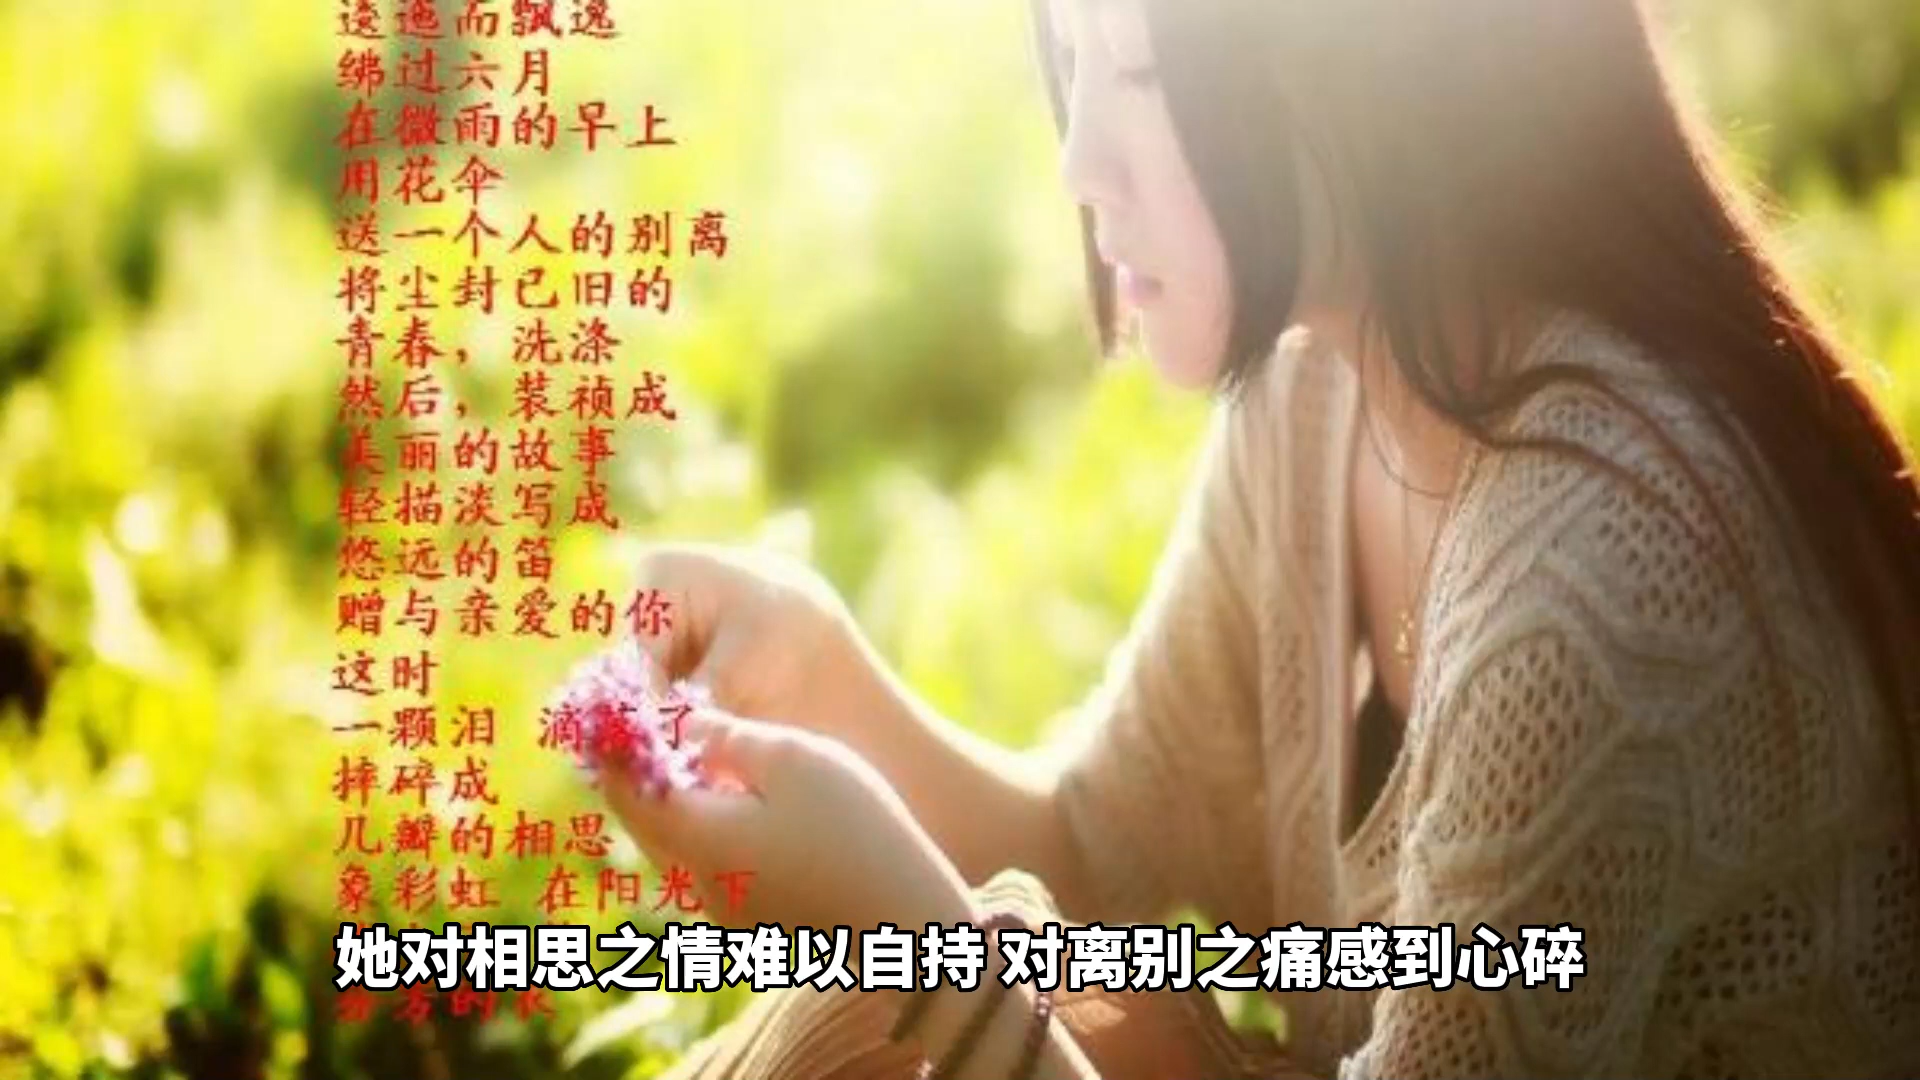 逶迤而飘逸
绋过六月
在微雨的早上
用花伞
送一个人的别离
将尘封已旧的
青春，洗涤
然后，装祯成
美丽的故事
轻描淡写成
悠远的笛
赠与亲爱的你
这时
一颗泪 滴落了
摔碎成
几瓣的相思
象彩虹 在阳光下
她对相思之情难以自持 对离别之痛感到心碎